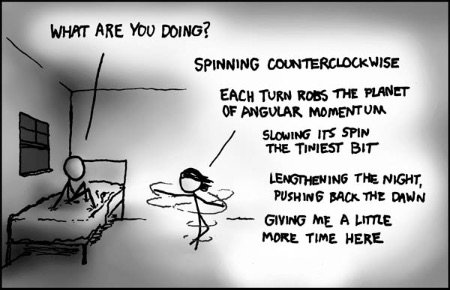 WHAT ARE YOU DOING?
SPINNING COUNTERCLOCKWISE
EACH TURN ROBS THE PLANET
OF ANGULAR MOMENTUM
SLOWING ITS SPIN
THE TINIEST BIT
LENGTHENING THE NIGHT,
PUSHING BACK THE DAWN
GIVING ME A LITTLE
MORE TIME HERE